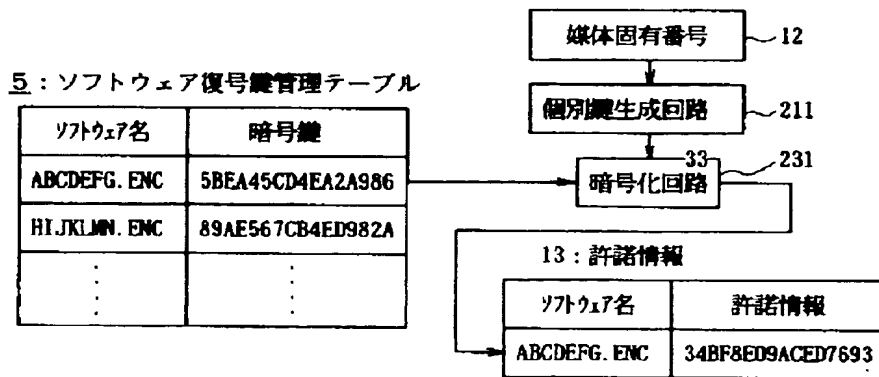 媒体固有番号 12
5:ソフトウェア復号鍵管理テーブル
個別鍵生成回路 211
ソフトウェア名 暗号鍵
33 231
ABCDEFG.ENC 5BEA45CD4EA2A986 暗号化回路
HIJKLMN.ENC 89AE567CB4ED982A
13:許諾情報
ソフトウェア名 許諾情報
ABCDEFG.ENC 34BF8ED9ACED7693